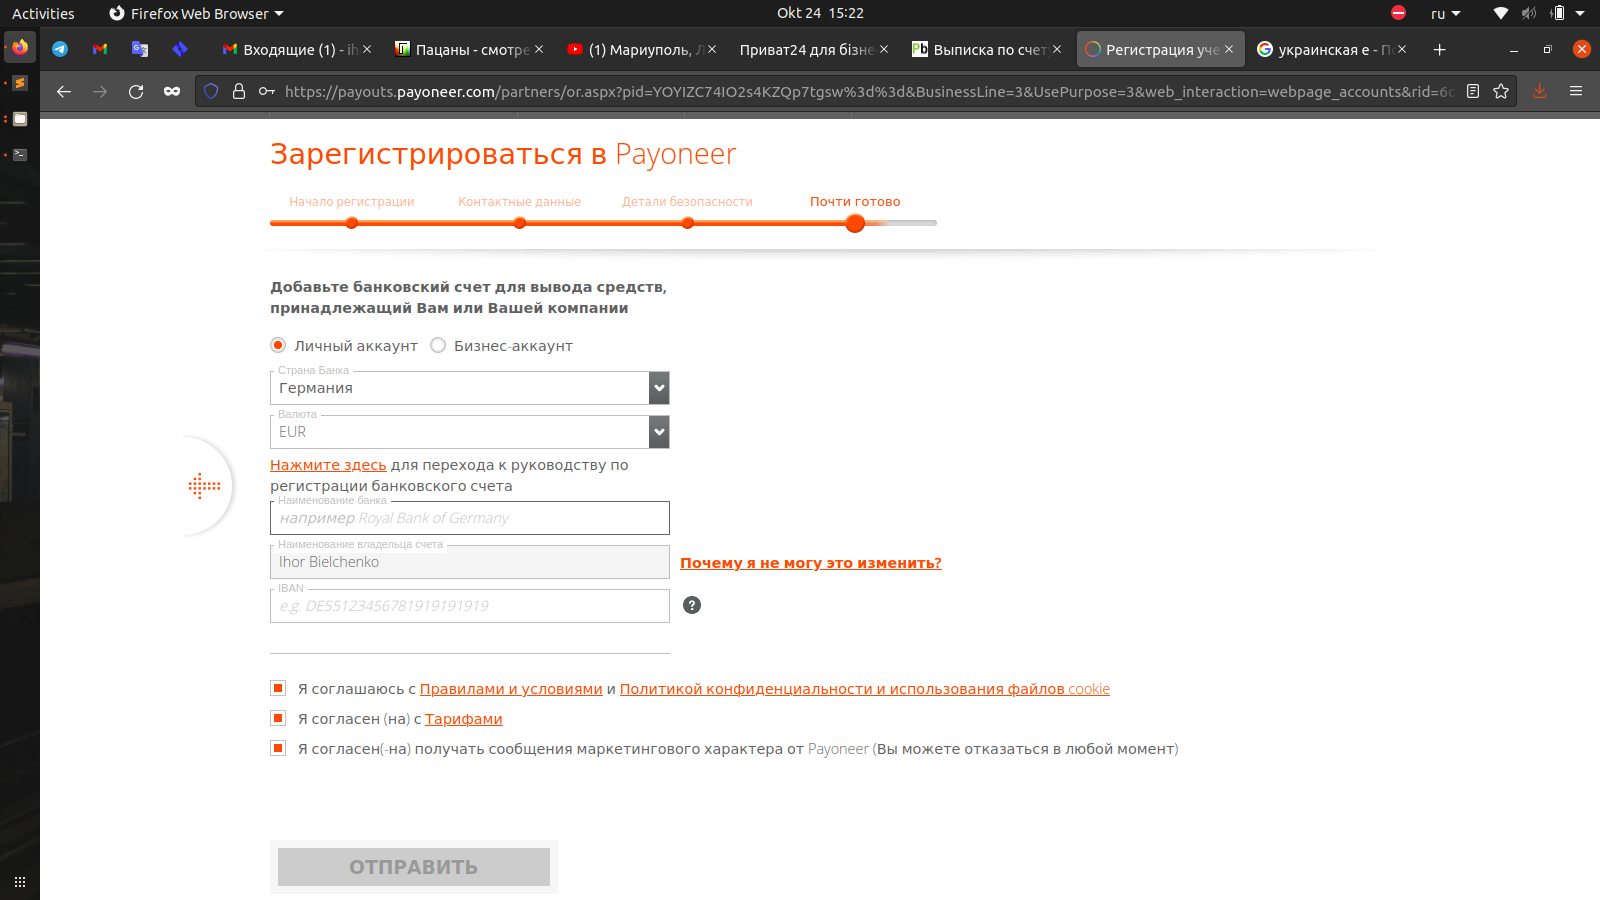 Activities
Firefox Web Browser
Okt 24 15:22
ru
Входящие (1) - ih
Пацаны - смотре
(1) Мариуполь, Л
Приват24 для бізне
Выписка по счет
Регистрация уче
украинская е - По
https://payouts.payoneer.com/partners/or.aspx?pid=YOYIZC74IO2s4KZQp7tgsw%3d%3d&BusinessLine=3&UsePurpose=3&web_interaction=webpage_accounts&rid=6c
Зарегистрироваться в Payoneer
Начало регистрации
Контактные данные
Детали безопасности
Почти готово
Добавьте банковский счет для вывода средств,
принадлежащий Вам или Вашей компании
Личный аккаунт
Бизнес-аккаунт
Страна Банка
Германия
Валюта
EUR
Нажмите здесь для перехода к руководству по
регистрации банковского счета
Наименование банка
например Royal Bank of Germany
Наименование владельца счета
Ihor Bielchenko
Почему я не могу это изменить?
IBAN
e.g. DE55123456781919191919
?
Я соглашаюсь с Правилами и условиями и Политикой конфиденциальности и использования файлов cookie
Я согласен (на) с Тарифами
Я согласен(-на) получать сообщения маркетингового характера от Payoneer (Вы можете отказаться в любой момент)
ОТПРАВИТЬ